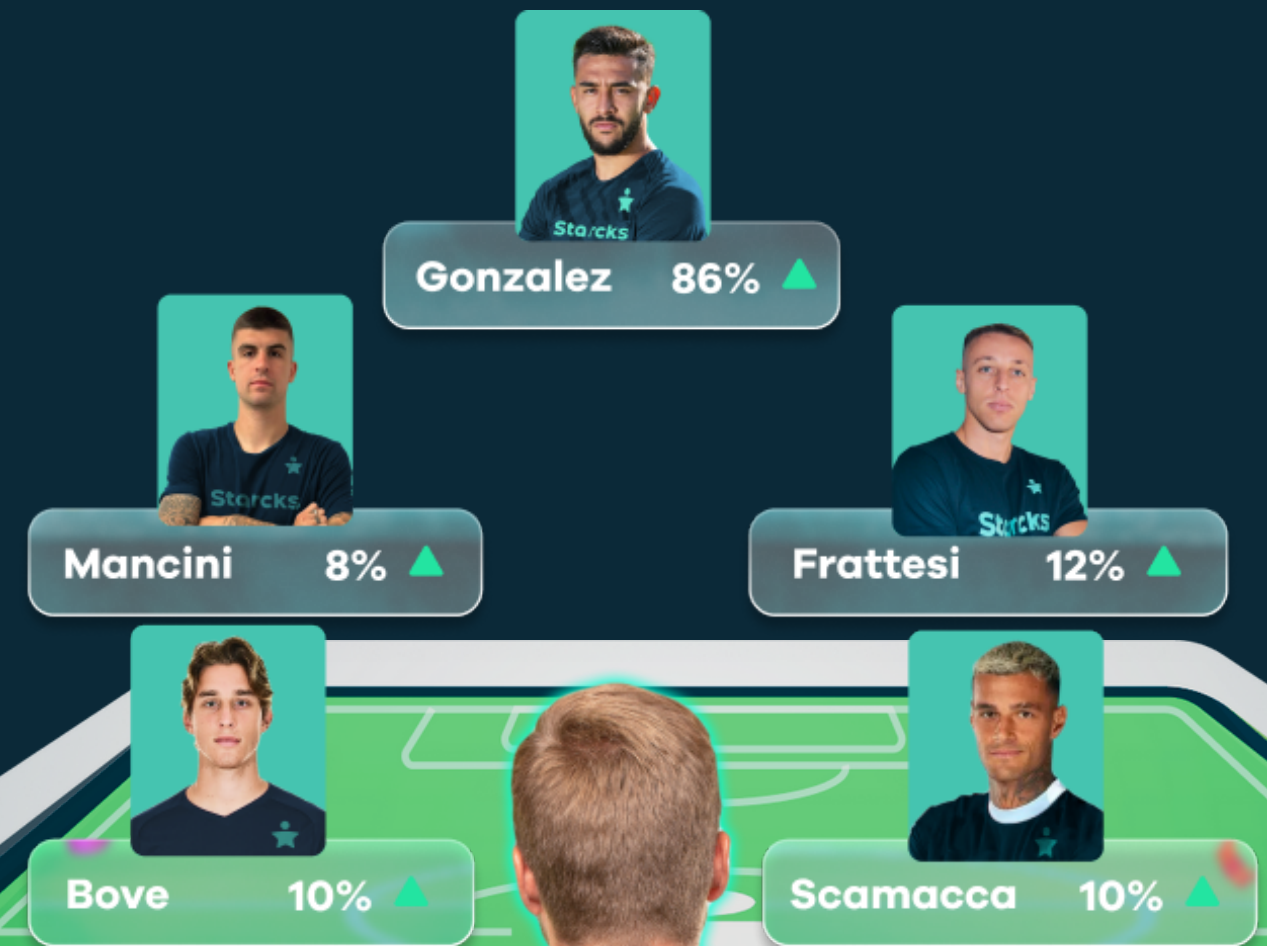 Starcks
Gonzalez 86%
Starcks
Mancini 8%
Starcks
Frattesi 12%
Bove 10%
Scamacca 10%